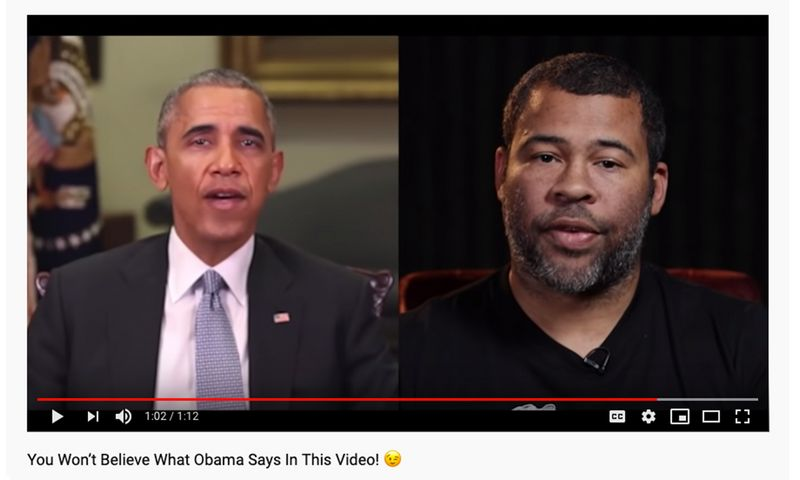 1:02 / 1:12
CC
You Won't Believe What Obama Says In This Video! 😉